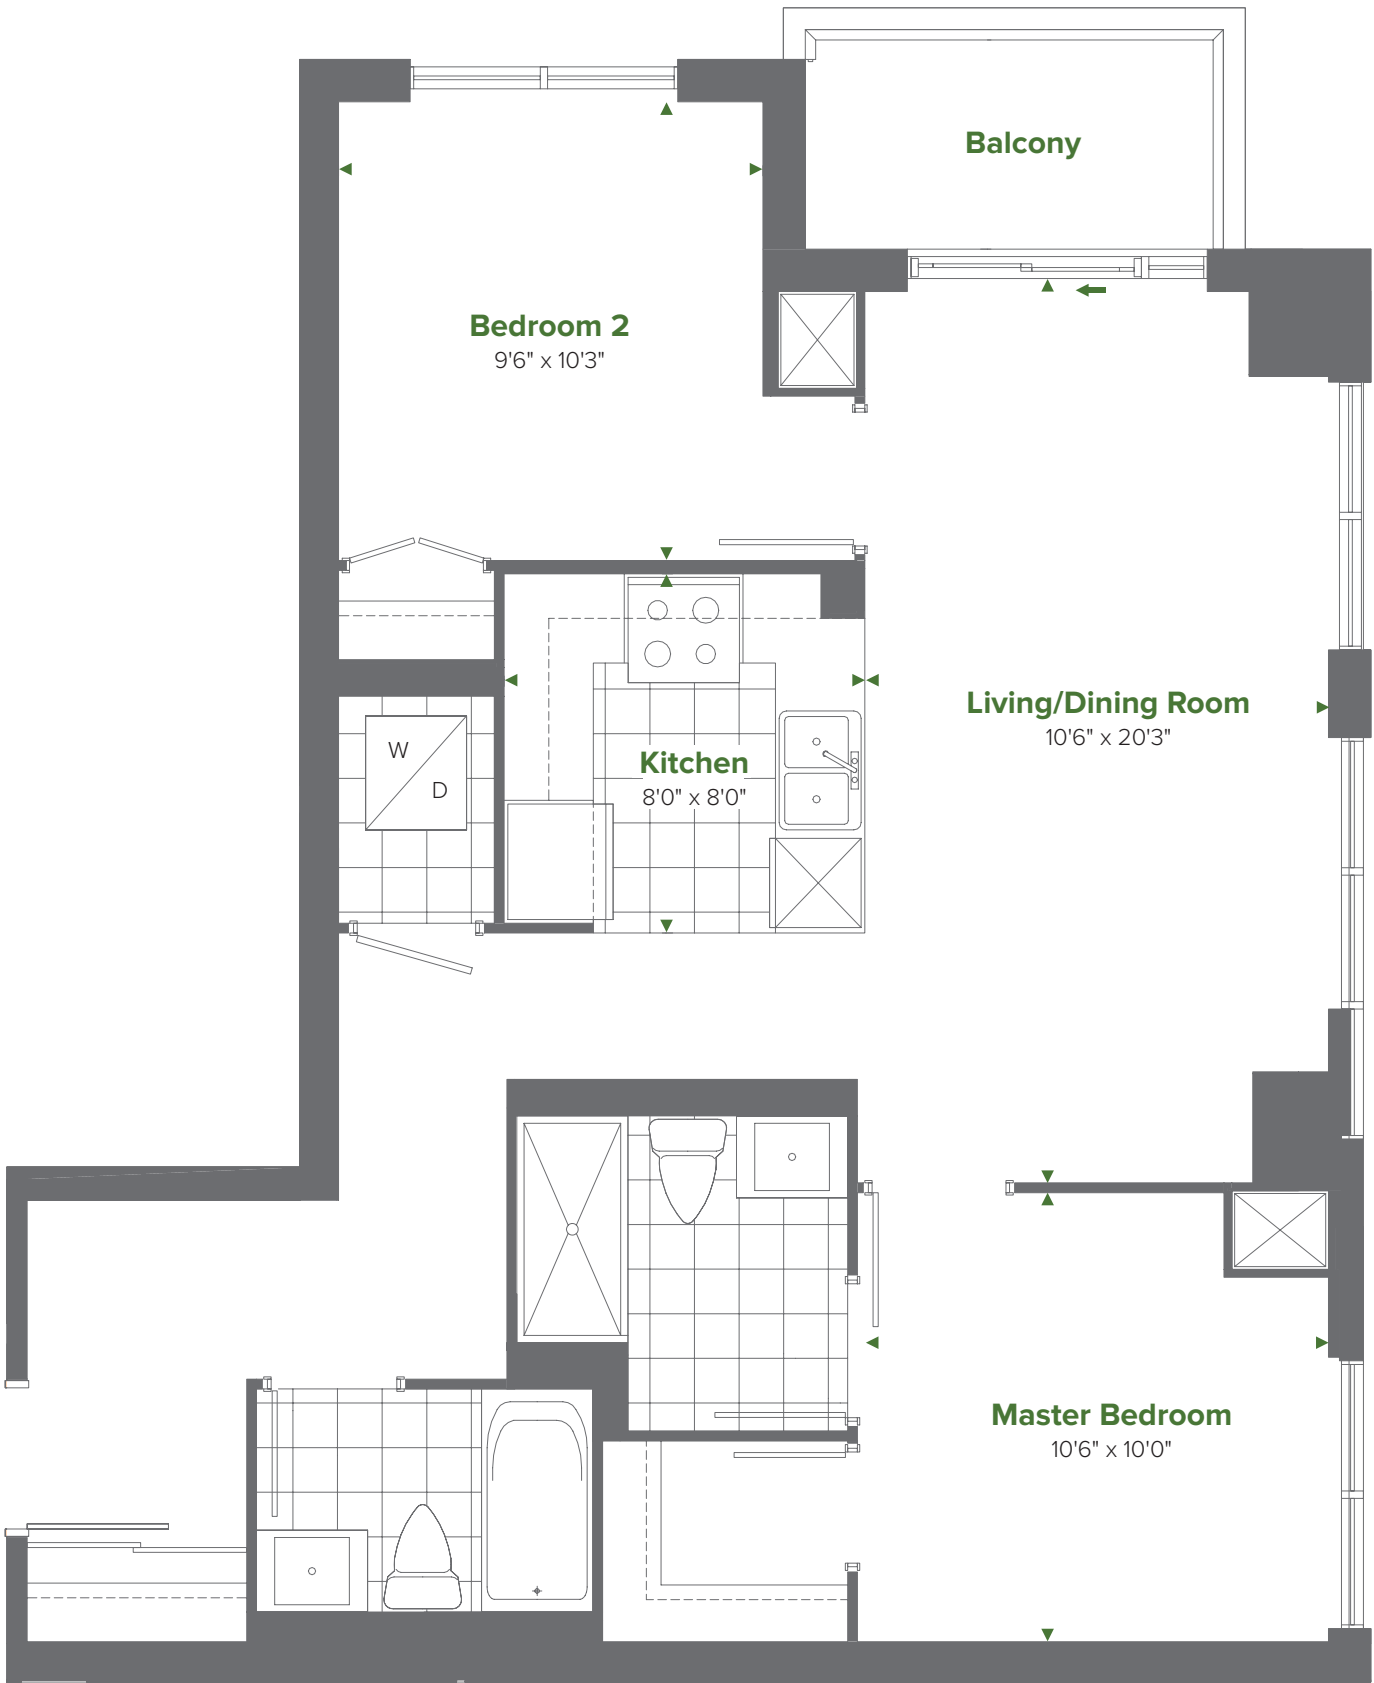 Balcony
Bedroom 2
9'6" x 10'3"
Living/Dining Room
10'6" x 20'3"
W
D
Kitchen
8'0" x 8'0"
Master Bedroom
10'6" x 10'0"